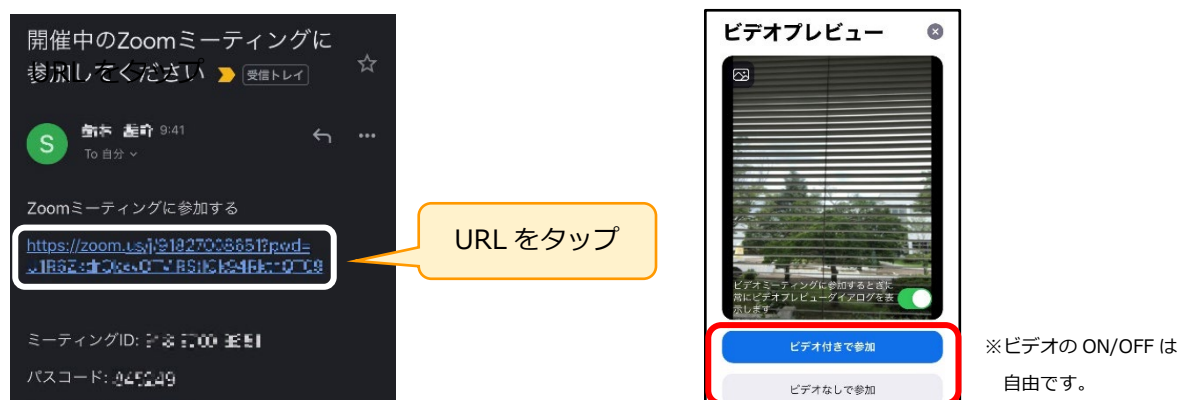 開催中のZoomミーティングに
参加してください 受信トレイ
URL をタップ
S
9:41
To 自分
Zoomミーティングに参加する
https://zoom.us/j/91827008651?pwd=
ミーティングID:
パスコード:
URL をタップ
ビデオプレビュー
ビデオミーティングに参加するときに
常にビデオプレビューダイアログを表
示します
ビデオ付きで参加
ビデオなしで参加
※ビデオの ON/OFF は
自由です。